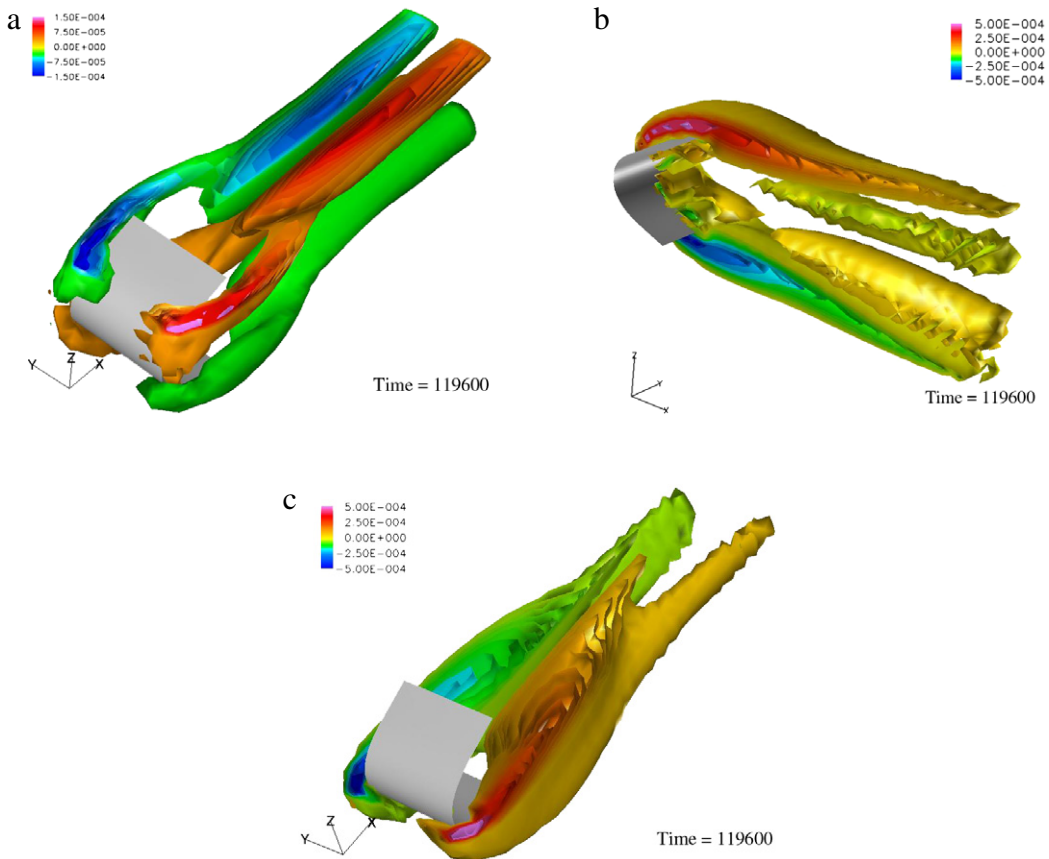 a
1.50E-004
7.50E-005
0.00E+000
-7.50E-005
-1.50E-004
Y Z X
Time = 119600
b
5.00E-004
2.50E-004
0.00E+000
-2.50E-004
-5.00E-004
Z
Y
X
Time = 119600
c
5.00E-004
2.50E-004
0.00E+000
-2.50E-004
-5.00E-004
Y Z X
Time = 119600